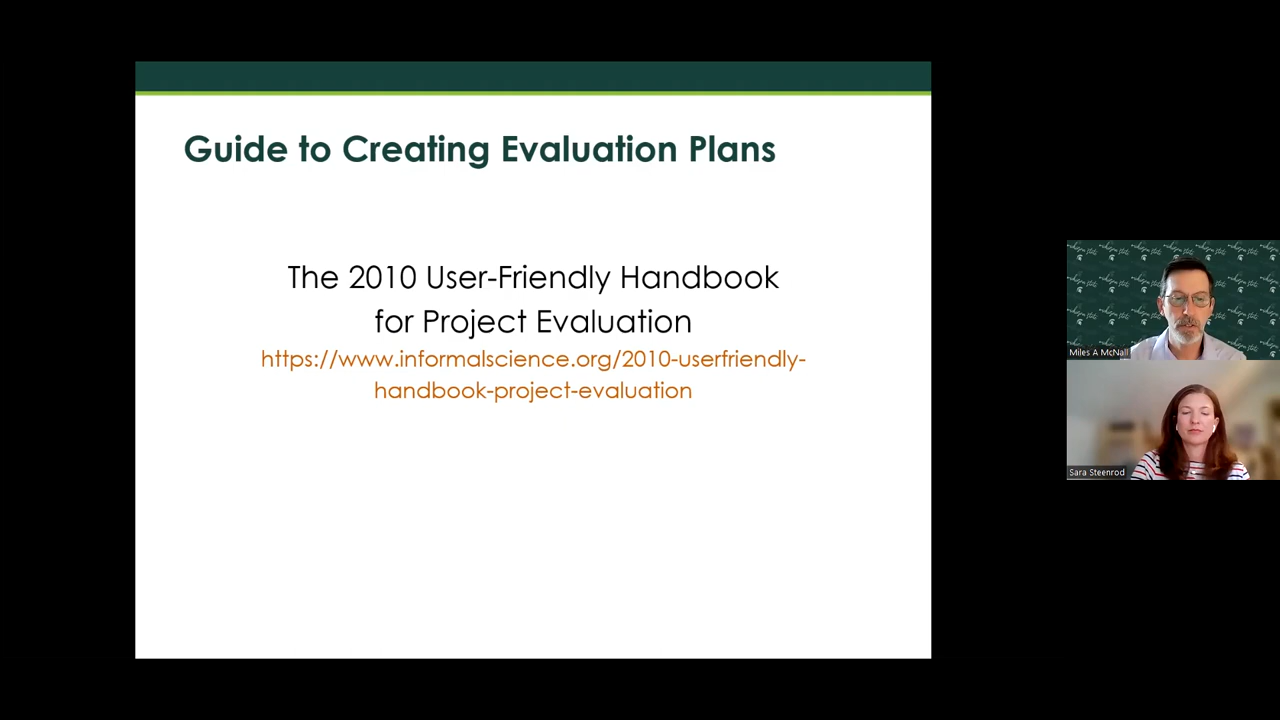 Guide to Creating Evaluation Plans
The 2010 User-Friendly Handbook
for Project Evaluation
https://www.informalscience.org/2010-userfriendly-
handbook-project-evaluation
Miles A McNall
Sara Steenrod